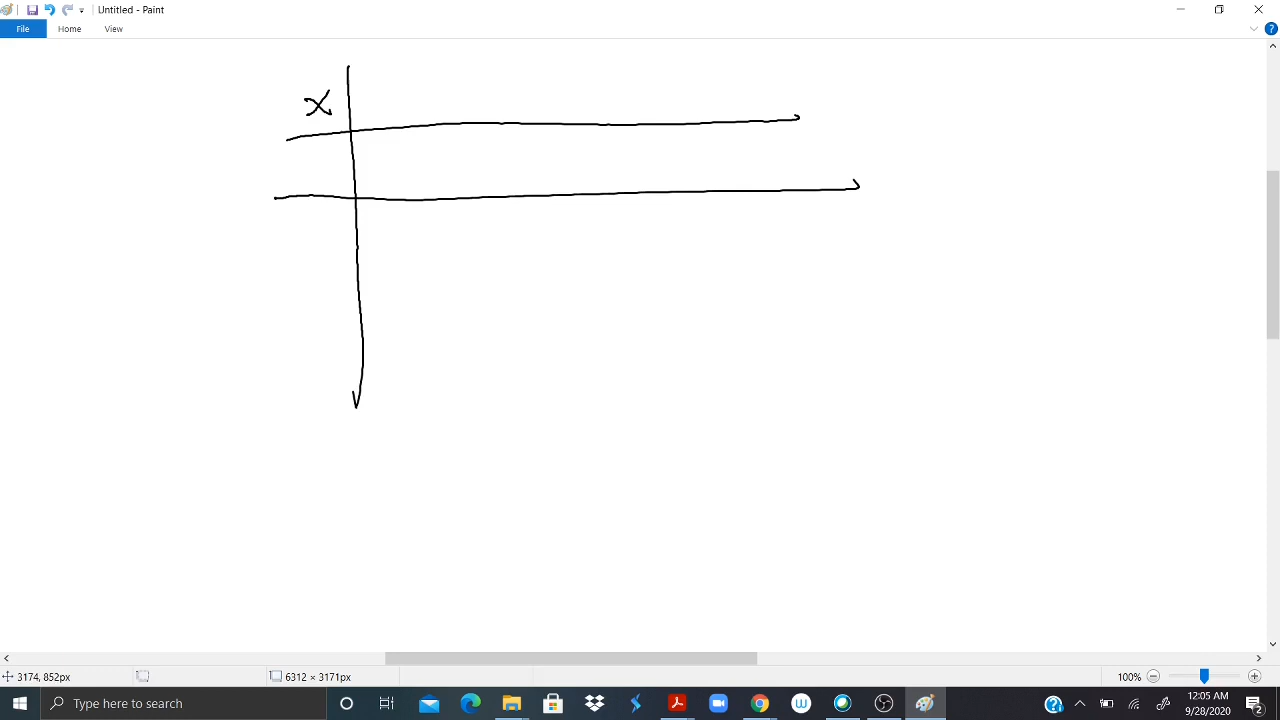 Untitled - Paint
File Home View
x
3174, 852px 6312 × 3171px 100%
Type here to search 12:05 AM
9/28/2020 2